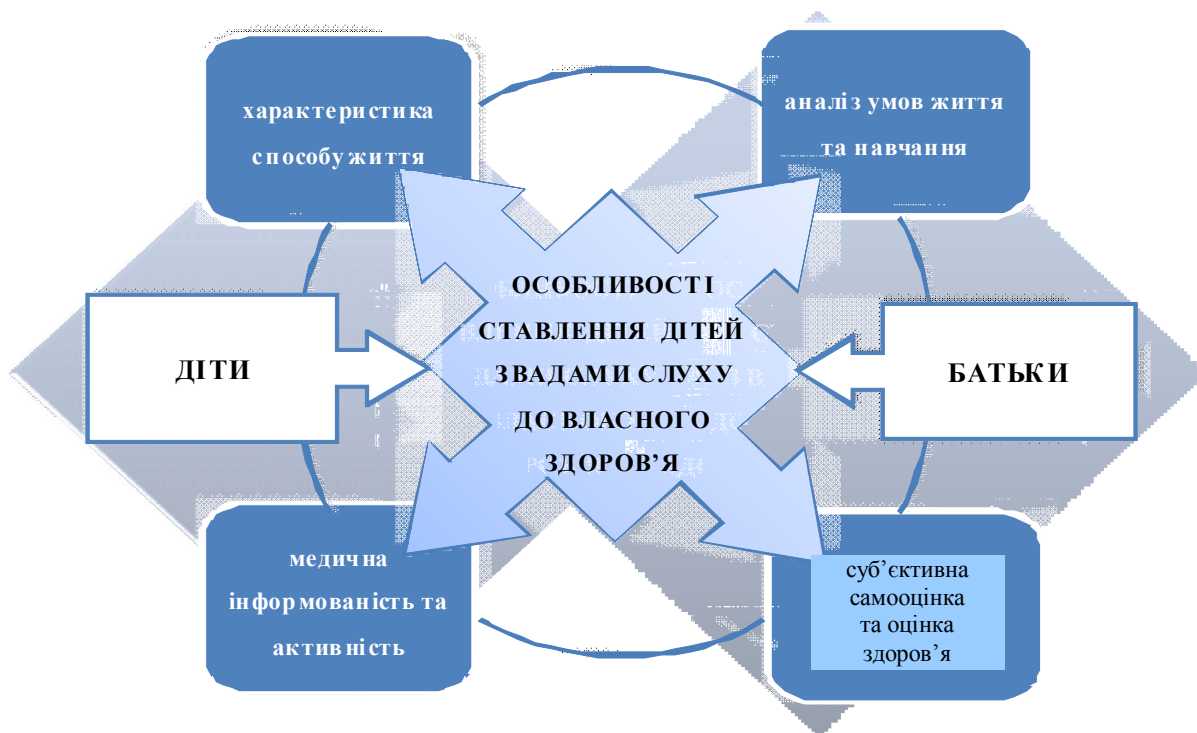 характеристика
способу життя
аналіз умов життя
та навчання
ОСОБЛИВОСТІ
СТАВЛЕННЯ ДІТЕЙ
З ВАДАМИ СЛУХУ
ДО ВЛАСНОГО
ЗДОРОВ’Я
ДІТИ
БАТЬКИ
медична
інформованість та
активність
суб’єктивна
самооцінка
та оцінка
здоров’я